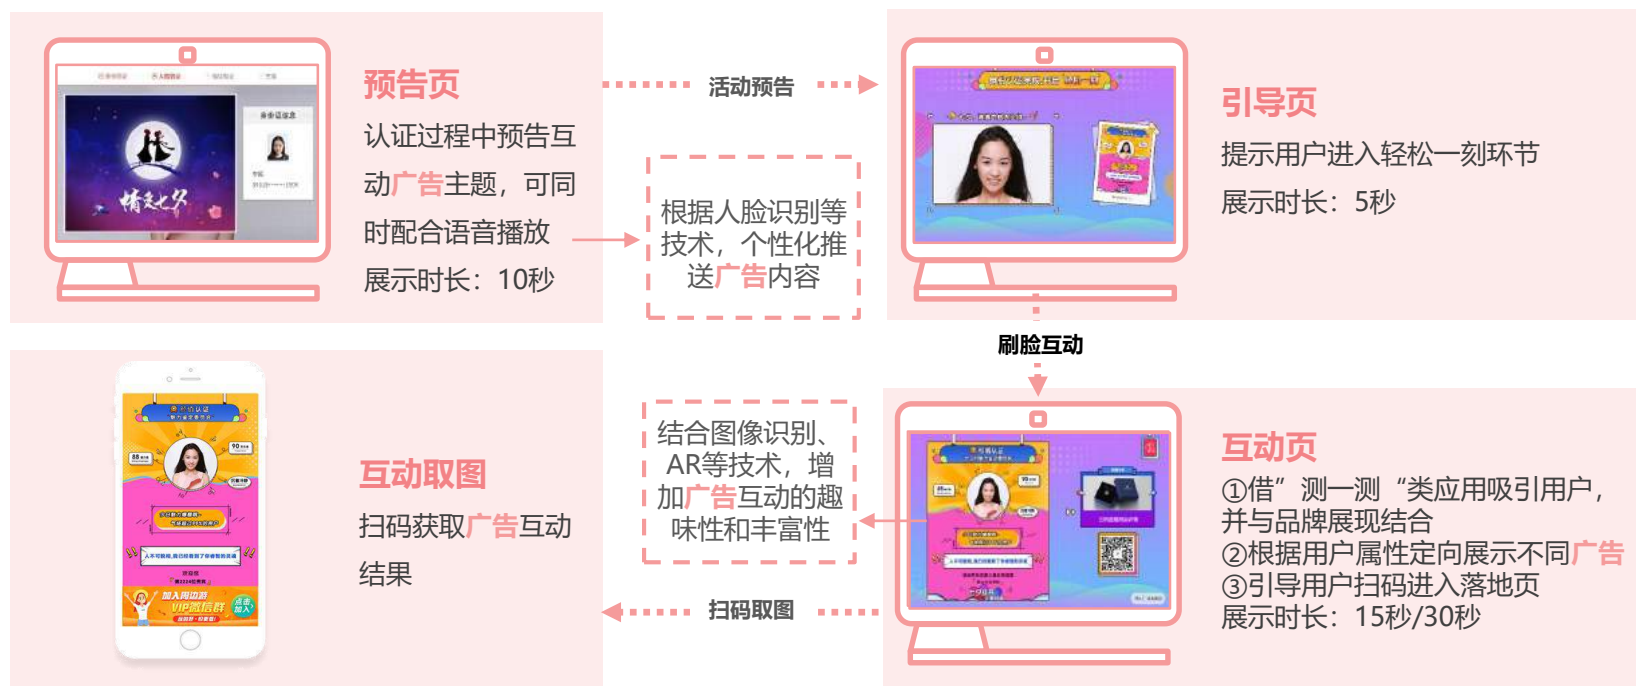 预告页
认证过程中预告互
动广告主题，可同
时配合语音播放
展示时长：10秒
情定七夕
活动预告
根据人脸识别等
技术，个性化推
送广告内容
引导页
提示用户进入轻松一刻环节
展示时长：5秒
刷脸互动
互动页
①借”测一测“类应用吸引用户，
并与品牌展现结合
②根据用户属性定向展示不同广告
③引导用户扫码进入落地页
展示时长：15秒/30秒
结合图像识别、
AR等技术，增
加广告互动的趣
味性和丰富性
扫码取图
互动取图
扫码获取广告互动
结果
90
88
加入周边游
VIP微信群
点击
加入